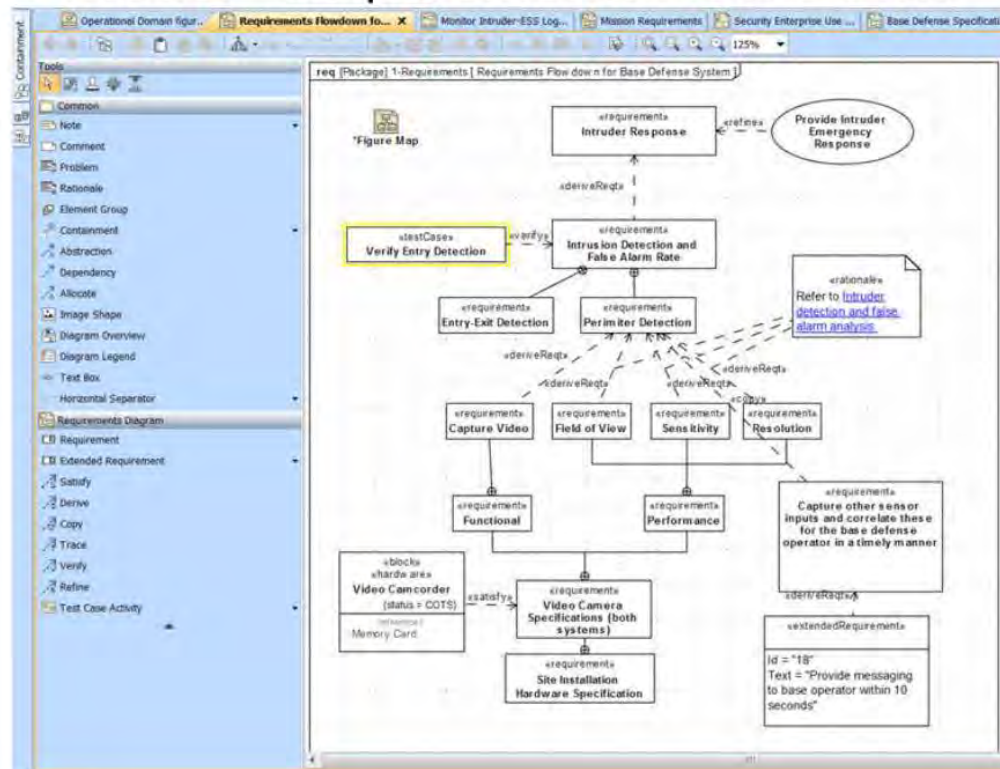 Operational Domain figur...
Requirements Flowdown fo...
Monitor Intruder-ESS Log...
Mission Requirements
Security Enterprise Use ...
Base Defense Specificati
Containment
125%
Tools
Common
Note
Comment
Problem
Rationale
Element Group
Containment
Abstraction
Dependency
Allocate
Image Shape
Diagram Overview
Diagram Legend
Text Box
Horizontal Separator
Requirements Diagram
Requirement
Extended Requirement
Satisfy
Derive
Copy
Trace
Verify
Refine
Test Case Activity
req [Package] 1-Requirements [ Requirements Flowdown for Base Defense System ]
*Figure Map
«requirement»
Intruder Response
«refine»
Provide Intruder
Emergency
Response
«deriveReqt»
«testCase»
Verify Entry Detection
«verify»
«requirement»
Intrusion Detection and
False Alarm Rate
«rationale»
Refer to Intruder
detection and false
alarm analysis.
«requirement»
Entry-Exit Detection
«requirement»
Perimiter Detection
«deriveReqt»
«deriveReqt»
«deriveReqt»
«deriveReqt»
«copy»
«requirement»
Capture Video
«requirement»
Field of View
«requirement»
Sensitivity
«requirement»
Resolution
«requirement»
Functional
«requirement»
Performance
«requirement»
Capture other sensor
inputs and correlate these
for the base defense
operator in a timely manner
«block»
«hardware»
Video Camcorder
(status = COTS)
Memory Card
«satisfy»
«requirement»
Video Camera
Specifications (both
systems)
«requirement»
Site Installation
Hardware Specification
«deriveReqt»
«extendedRequirement»
Id = "18"
Text = "Provide messaging
to base operator within 10
seconds"